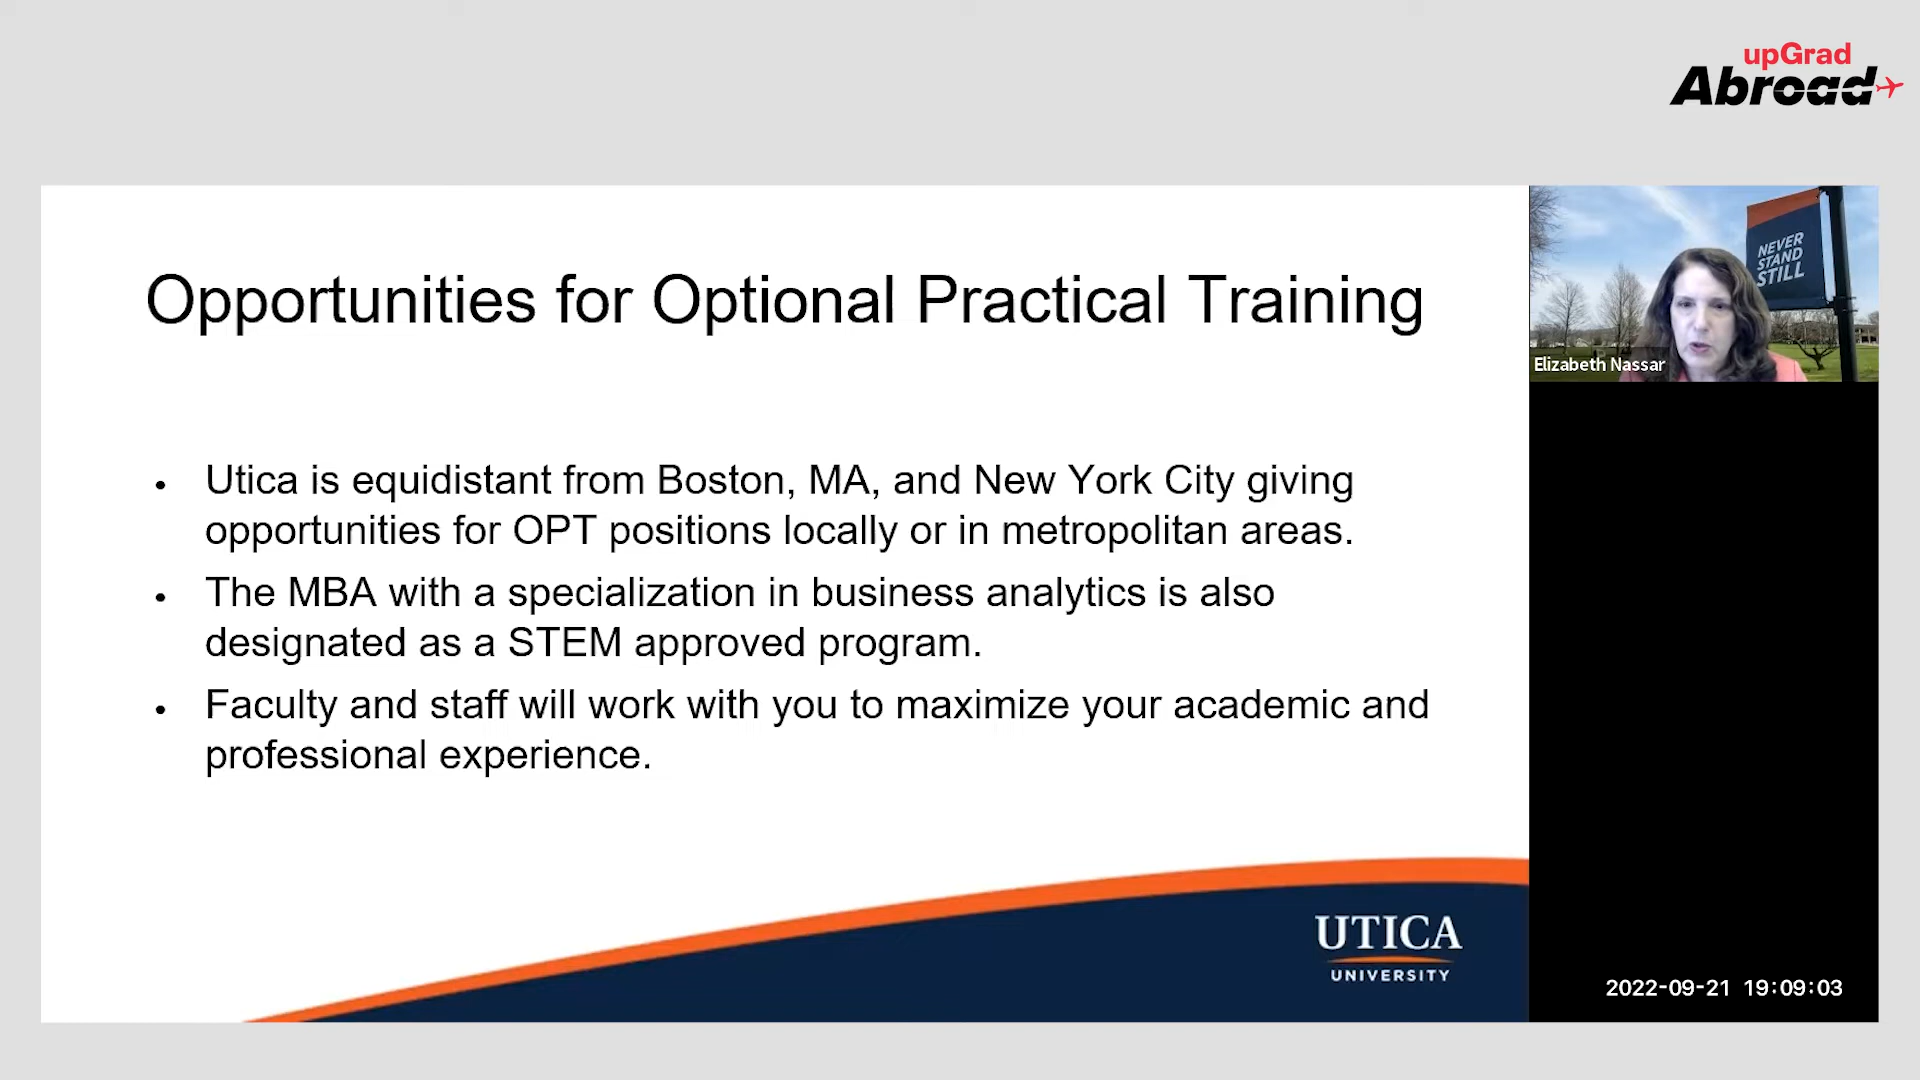 upGrad
Abroad
Opportunities for Optional Practical Training
NEVER
STAND
STILL
Elizabeth Nassar
• Utica is equidistant from Boston, MA, and New York City giving
opportunities for OPT positions locally or in metropolitan areas.
• The MBA with a specialization in business analytics is also
designated as a STEM approved program.
• Faculty and staff will work with you to maximize your academic and
professional experience.
UTICA
UNIVERSITY
2022-09-21 19:09:03